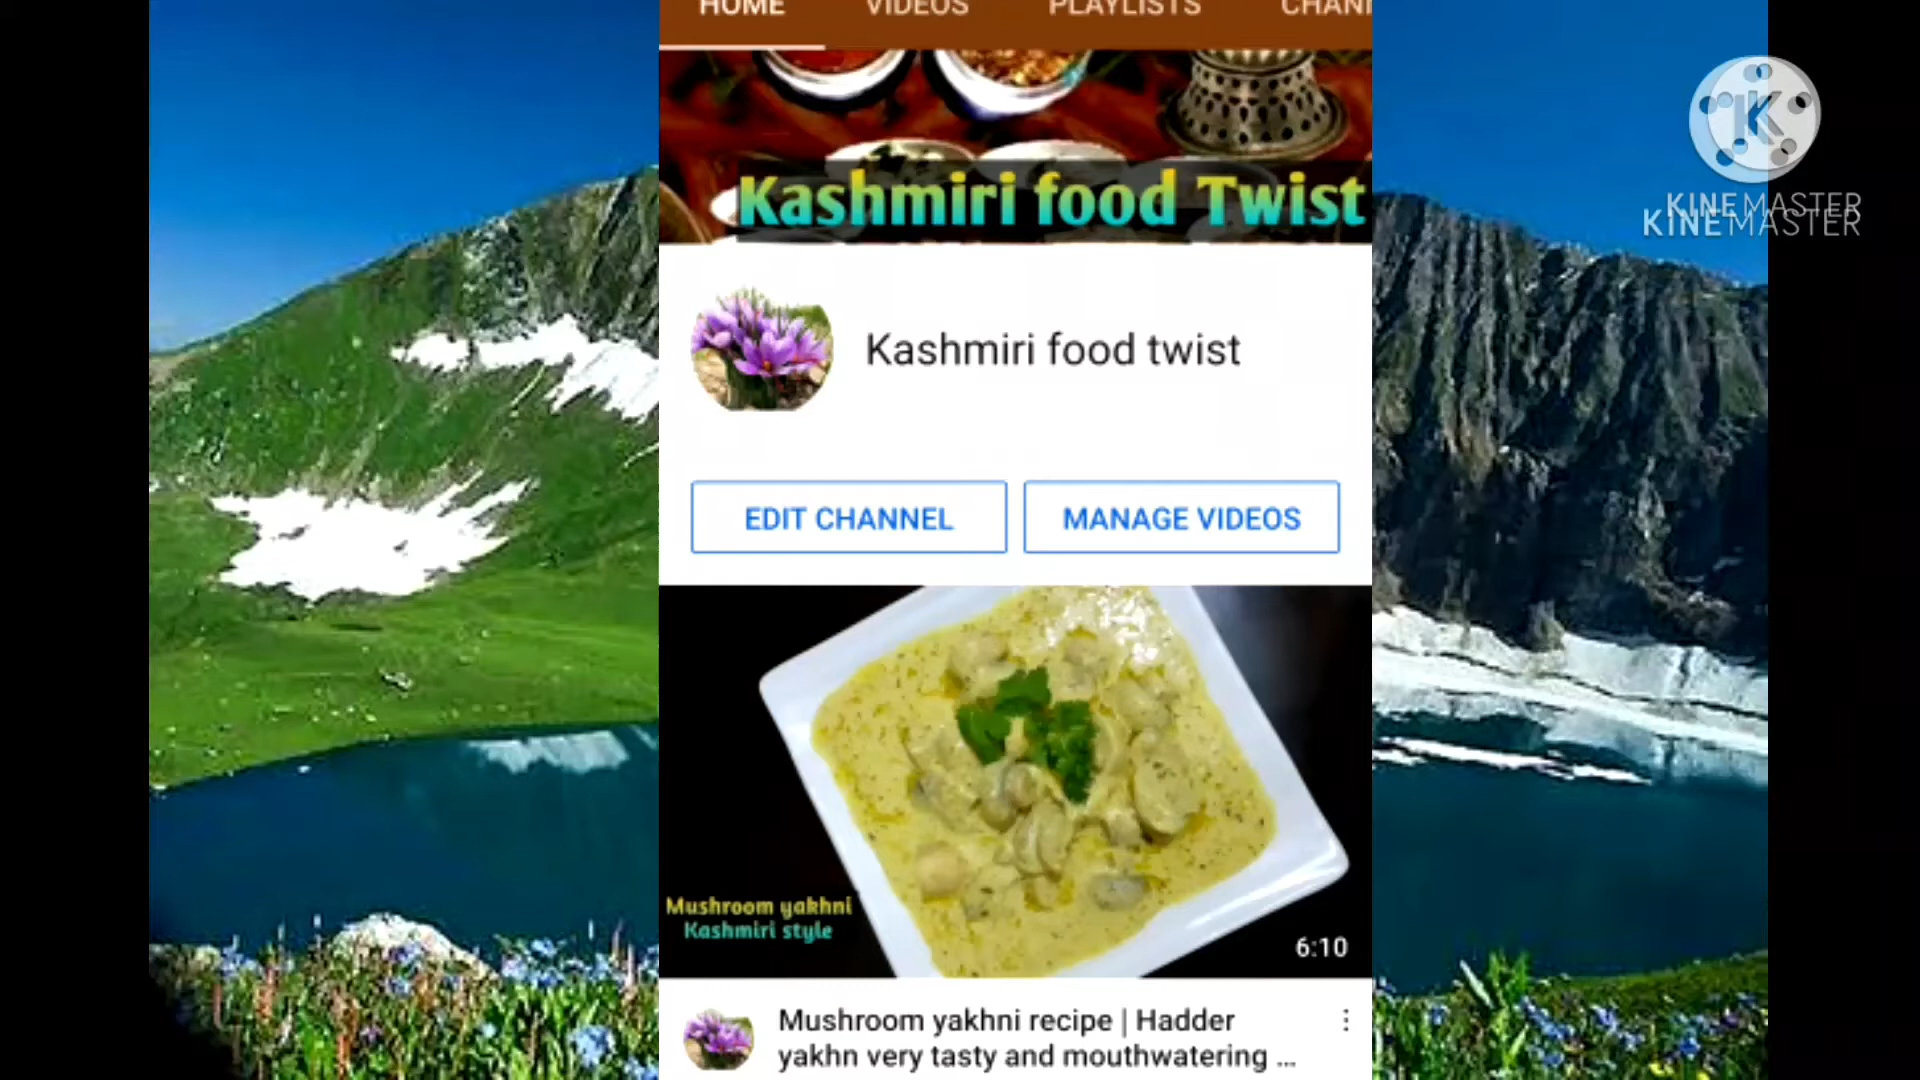 HOME VIDEOS PLAYLISTS CHAN
Kashmiri food Twist
KINEMASTER
KINEMASTER
Kashmiri food twist
EDIT CHANNEL
MANAGE VIDEOS
Mushroom yakhni
Kashmiri style
6:10
Mushroom yakhni recipe | Hadder
yakhn very tasty and mouthwatering ...